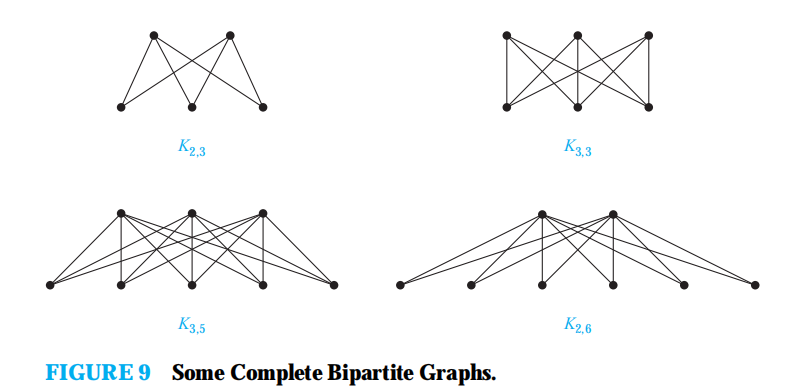 K2,3
K3,3
K3,5
K2,6
FIGURE 9 Some Complete Bipartite Graphs.